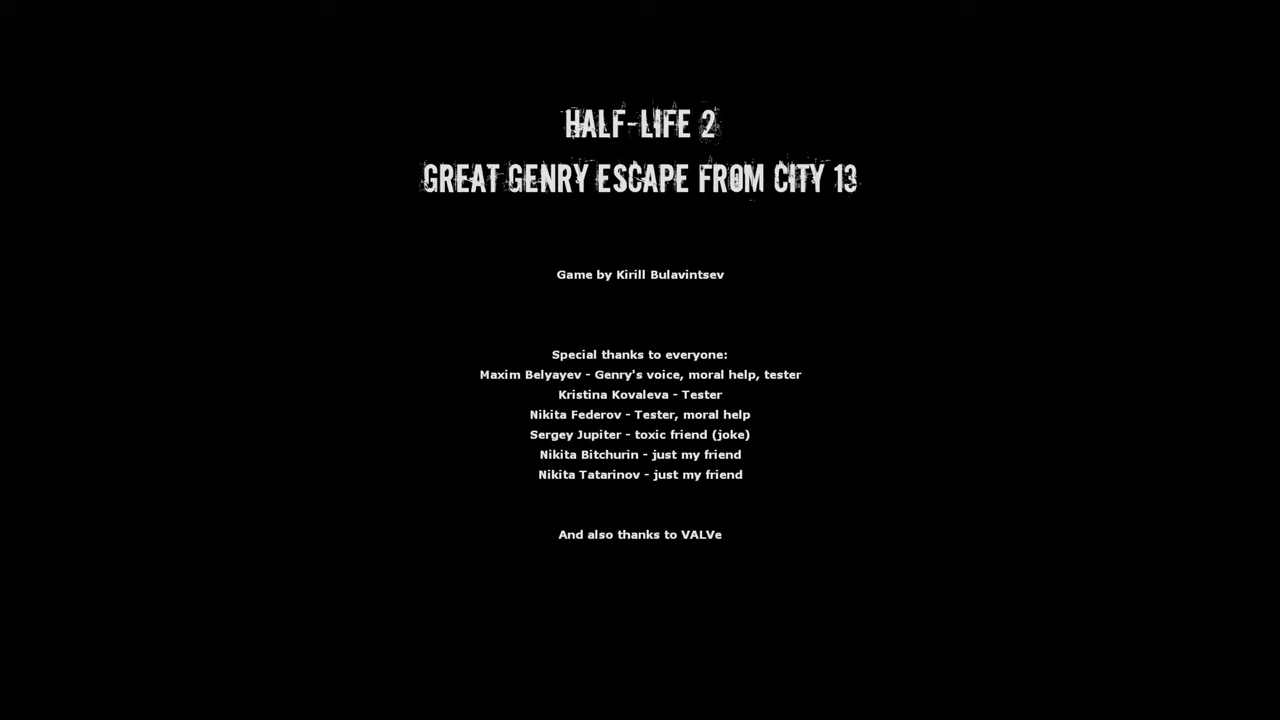 HALF-LIFE 2
GREAT GENRY ESCAPE FROM CITY 13
Game by Kirill Bulavintsev
Special thanks to everyone:
Maxim Belyayev - Genry's voice, moral help, tester
Kristina Kovaleva - Tester
Nikita Federov - Tester, moral help
Sergey Jupiter - toxic friend (joke)
Nikita Bitchurin - just my friend
Nikita Tatarinov - just my friend
And also thanks to VALVe